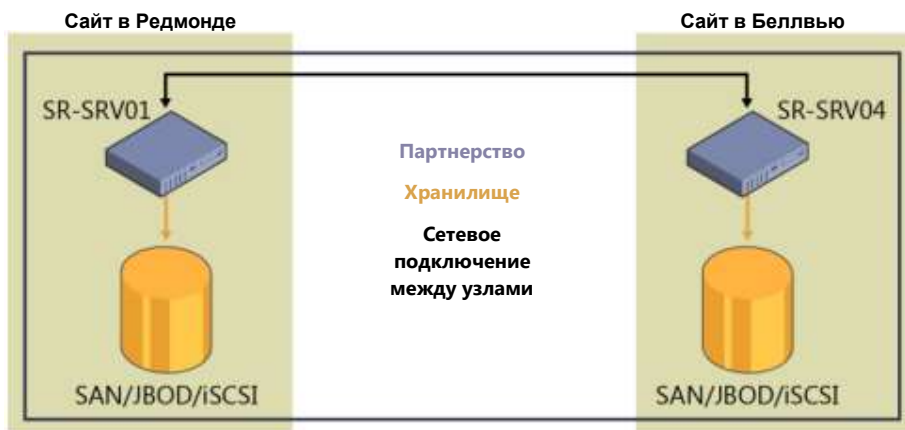 Сайт в Редмонде
Сайт в Беллвью
SR-SRV01
SR-SRV04
Партнерство
Хранилище
Сетевое
подключение
между узлами
SAN/JBOD/iSCSI
SAN/JBOD/iSCSI